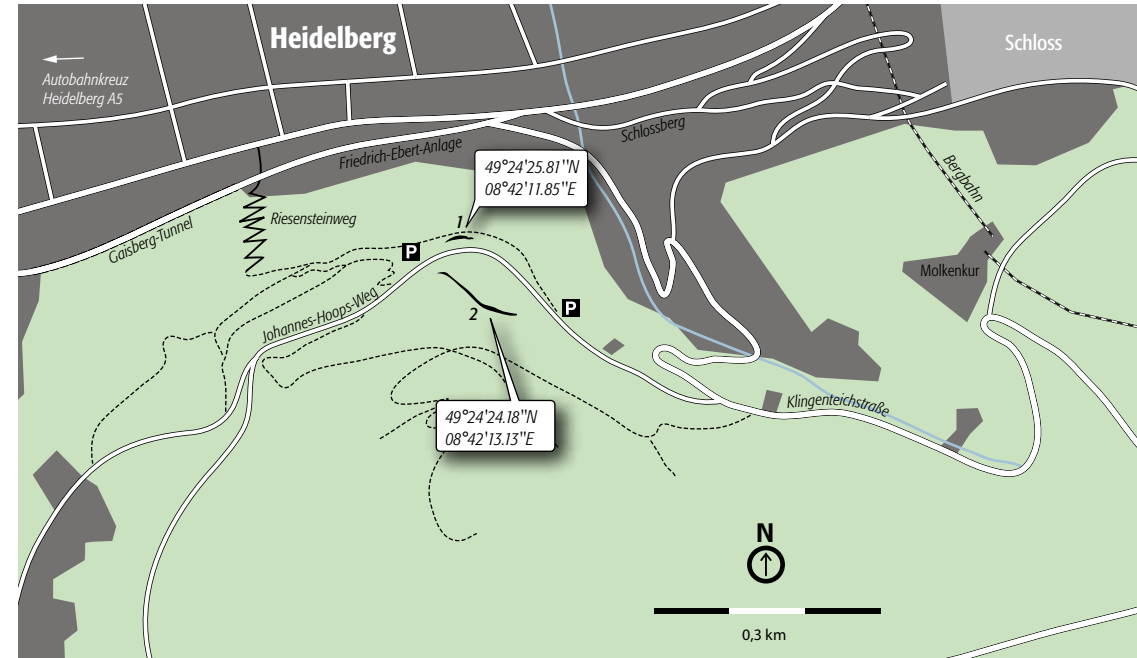 Heidelberg
Schloss
Autobahnkreuz
Heidelberg A5
Schlossberg
Friedrich-Ebert-Anlage
49°24'25.81"N
08°42'11.85"E
Bergbahn
Gaisberg-Tunnel
Riesensteinweg
1
P
Molkenkur
Johannes-Hoops-Weg
P
2
49°24'24.18"N
08°42'13.13"E
Klingenteichstraße
N
0,3 km